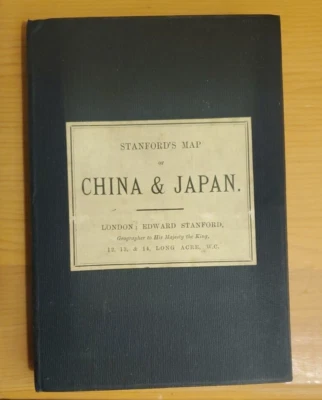 STANFORD'S MAP
OF
CHINA & JAPAN.
LONDON: EDWARD STANFORD,
Geographer to His Majesty the King,
12, 13, & 14, LONG ACRE, W.C.